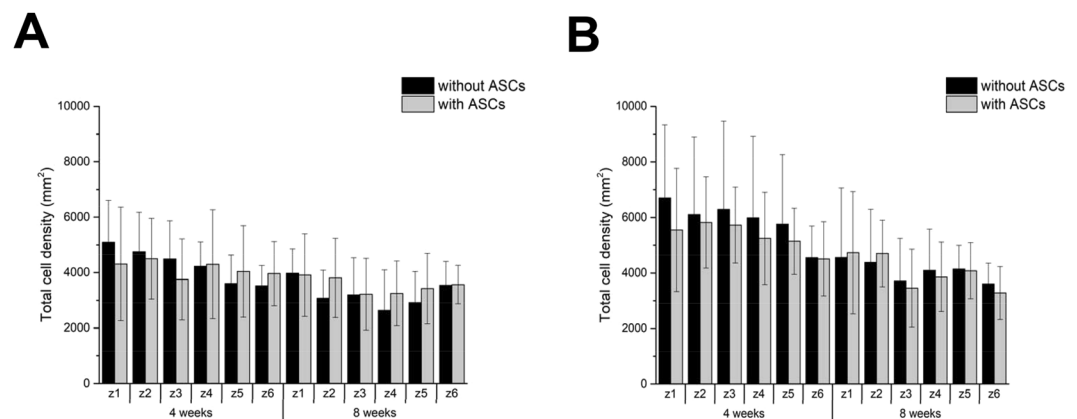 A
without ASCs
with ASCs
Total cell density (mm²)
10000
8000
6000
4000
2000
0
z1 z2 z3 z4 z5 z6 z1 z2 z3 z4 z5 z6
4 weeks 8 weeks
B
without ASCs
with ASCs
Total cell density (mm²)
10000
8000
6000
4000
2000
0
z1 z2 z3 z4 z5 z6 z1 z2 z3 z4 z5 z6
4 weeks 8 weeks